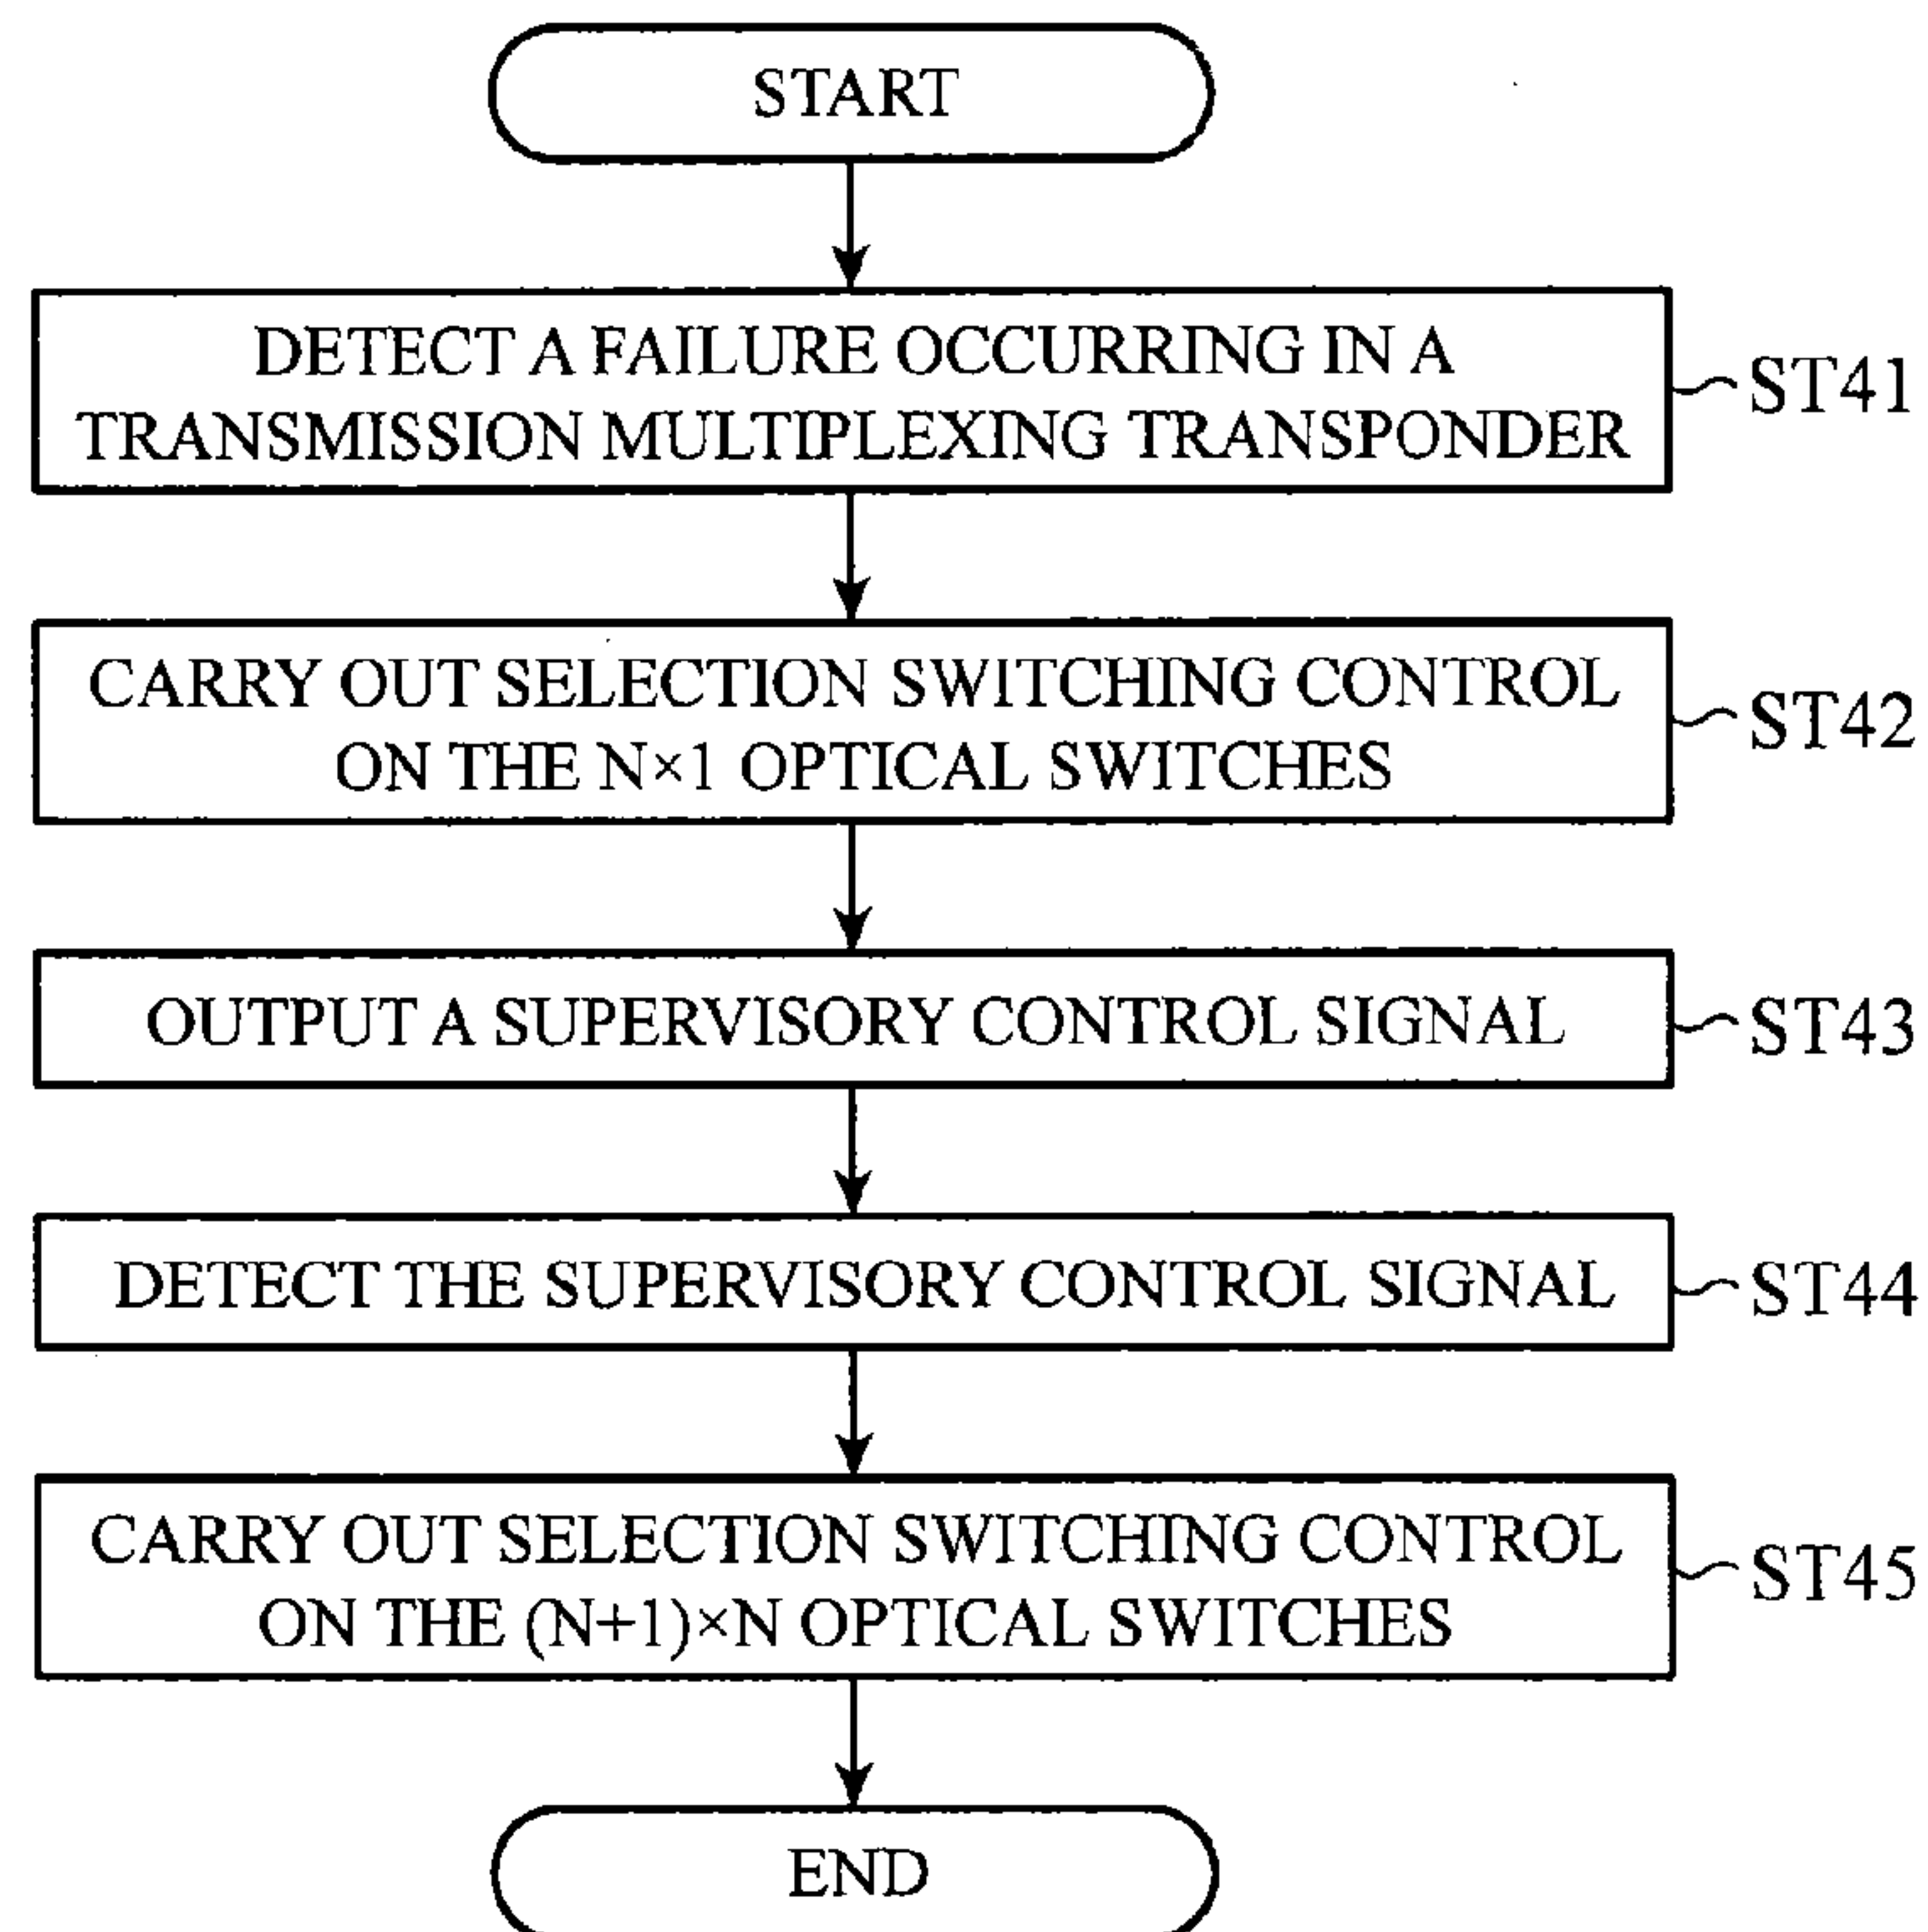 START
DETECT A FAILURE OCCURRING IN A
TRANSMISSION MULTIPLEXING TRANSPONDER
ST41
CARRY OUT SELECTION SWITCHING CONTROL
ON THE N×1 OPTICAL SWITCHES
ST42
OUTPUT A SUPERVISORY CONTROL SIGNAL
ST43
DETECT THE SUPERVISORY CONTROL SIGNAL
ST44
CARRY OUT SELECTION SWITCHING CONTROL
ON THE (N+1)×N OPTICAL SWITCHES
ST45
END